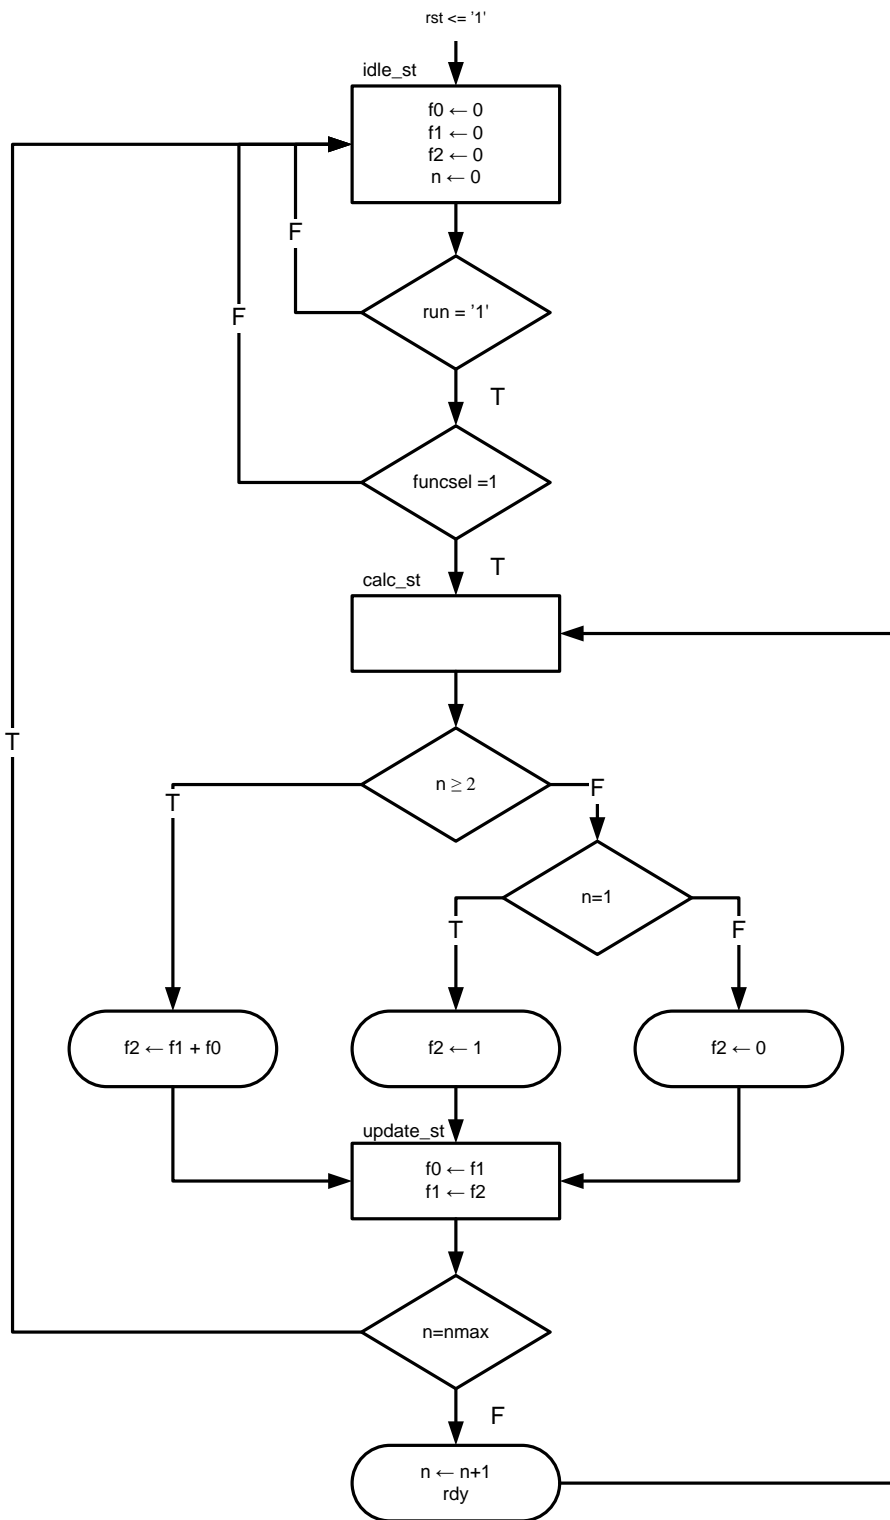 rst <= '1'
idle_st
f0 ← 0
f1 ← 0
f2 ← 0
n ← 0
F
run = '1'
F
T
funcsel =1
T
calc_st
T
n ≥ 2
F
T
n=1
T
F
f2 ← f1 + f0
f2 ← 1
f2 ← 0
update_st
f0 ← f1
f1 ← f2
n=nmax
F
n ← n+1
rdy